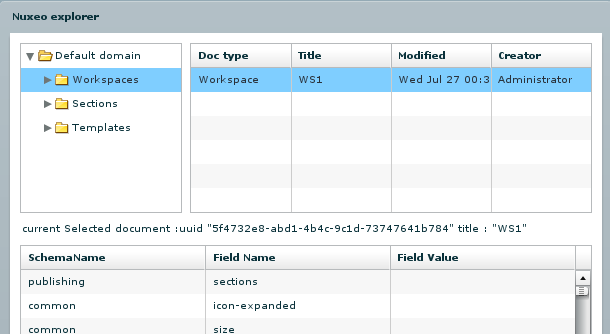 Nuxeo explorer
Default domain
Workspaces
Sections
Templates
Doc type Title Modified Creator
Workspace WS1 Wed Jul 27 00:3 Administrator
current Selected document :uuid "5f4732e8-abd1-4b4c-9c1d-73747641b784" title : "WS1"
SchemaName Field Name Field Value
publishing sections
common icon-expanded
common size